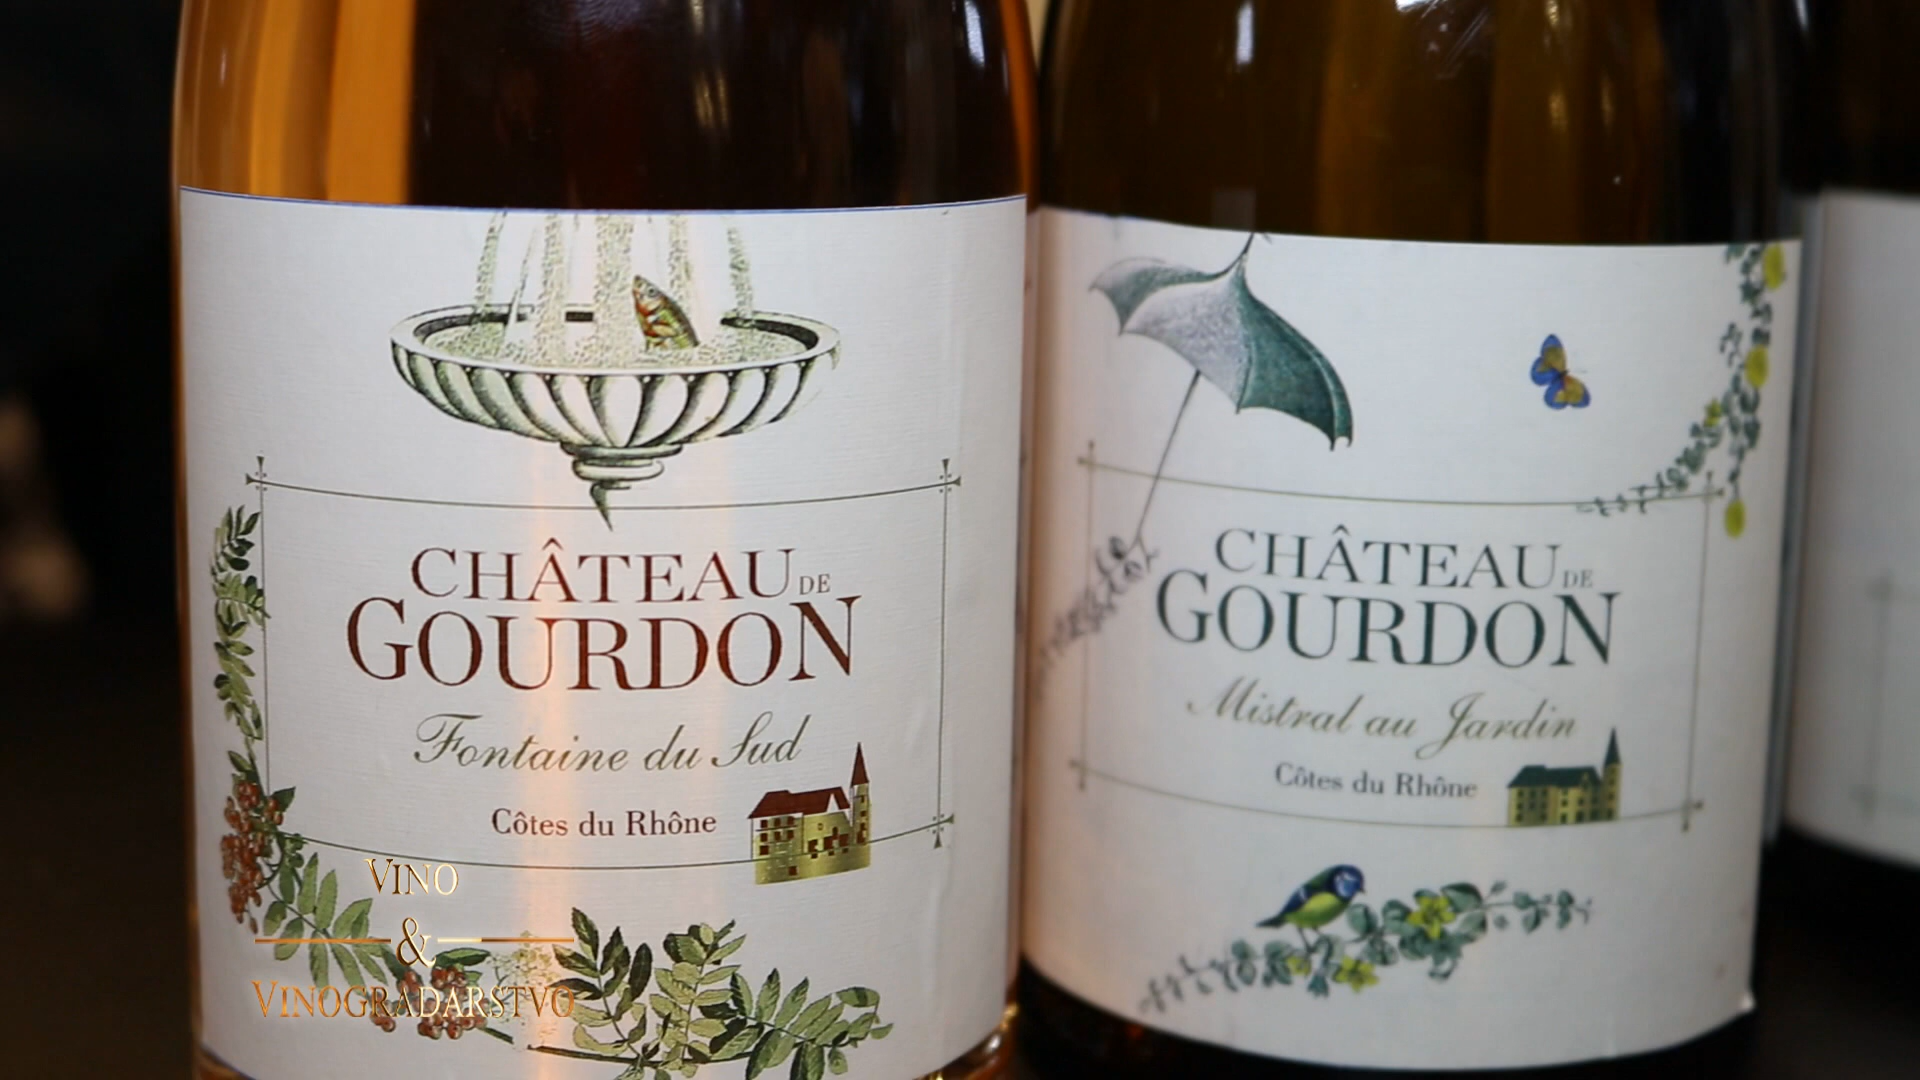 CHÂTEAU DE
GOURDON
Fontaine du Sud
Côtes du Rhône
CHÂTEAU DE
GOURDON
Mistral au Jardin
Côtes du Rhône
VINO
&
VINOGRADARSTVO